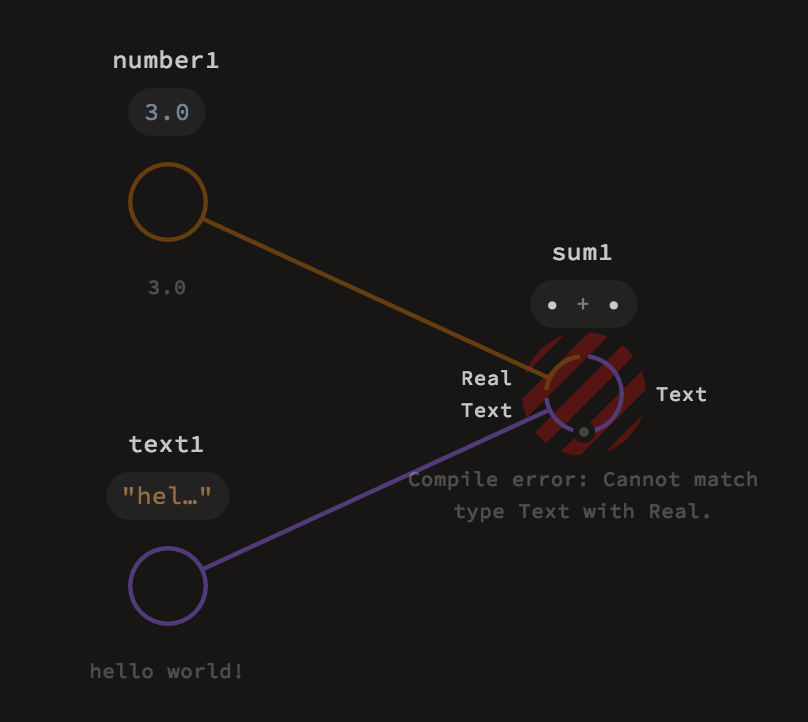 number1
3.0
3.0
sum1
• + •
Real
Text
Text
Compile error: Cannot match
type Text with Real.
text1
"hel…"
hello world!